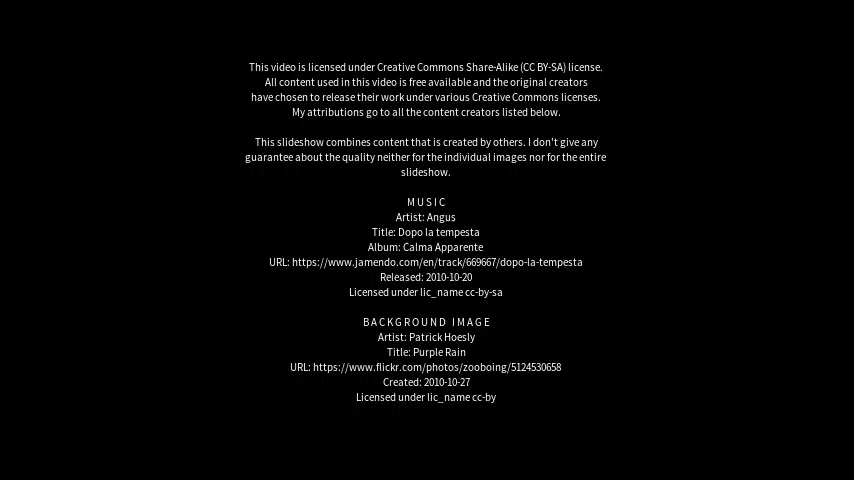 This video is licensed under Creative Commons Share-Alike (CC BY-SA) license.
All content used in this video is free available and the original creators
have chosen to release their work under various Creative Commons licenses.
My attributions go to all the content creators listed below.
This slideshow combines content that is created by others. I don't give any
guarantee about the quality neither for the individual images nor for the entire
slideshow.
MUSIC
Artist: Angus
Title: Dopo la tempesta
Album: Calma Apparente
URL: https://www.jamendo.com/en/track/669667/dopo-la-tempesta
Released: 2010-10-20
Licensed under lic_name cc-by-sa
BACKGROUND IMAGE
Artist: Patrick Hoesly
Title: Purple Rain
URL: https://www.flickr.com/photos/zooboing/5124530658
Created: 2010-10-27
Licensed under lic_name cc-by